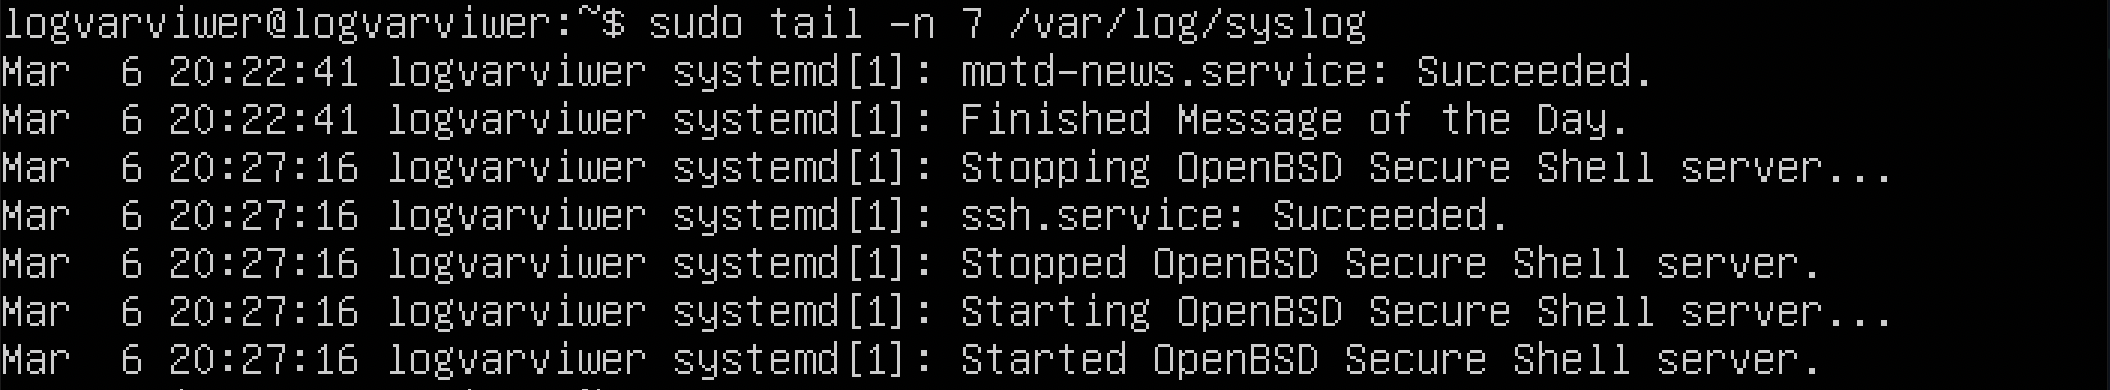 logvarviwer@logvarviwer:~$ sudo tail -n 7 /var/log/syslog
Mar  6 20:22:41 logvarviwer systemd[1]: motd-news.service: Succeeded.
Mar  6 20:22:41 logvarviwer systemd[1]: Finished Message of the Day.
Mar  6 20:27:16 logvarviwer systemd[1]: Stopping OpenBSD Secure Shell server...
Mar  6 20:27:16 logvarviwer systemd[1]: ssh.service: Succeeded.
Mar  6 20:27:16 logvarviwer systemd[1]: Stopped OpenBSD Secure Shell server.
Mar  6 20:27:16 logvarviwer systemd[1]: Starting OpenBSD Secure Shell server...
Mar  6 20:27:16 logvarviwer systemd[1]: Started OpenBSD Secure Shell server.